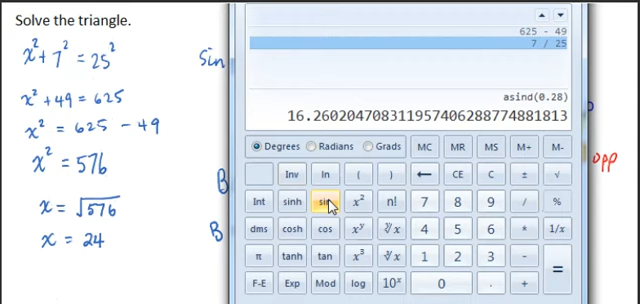 Solve the triangle.
x² + 7² = 25²
x² + 49 = 625
x² = 625 - 49
x² = 576
x = √576
x = 24
sin
B
B
opp
625 - 49
7 / 25
asind(0.28)
16.260204708311957406288774881813
Degrees Radians Grads MC MR MS M+ M-
Inv ln ( ) ← CE C ± √
Int sinh sin x² n! 7 8 9 / %
dms cosh cos xʸ ʸ√x 4 5 6 * 1/x
π tanh tan x³ ³√x 1 2 3 - =
F-E Exp Mod log 10ˣ 0 . +